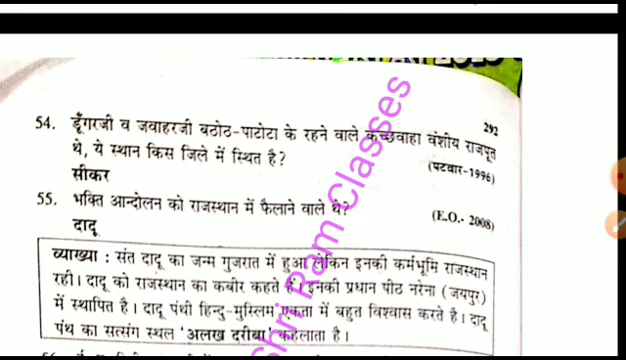 292
54. डूँगरजी व जवाहरजी बठोठ-पाटोटा के रहने वाले कच्छवाहा वंशीय राजपूत
थे, ये स्थान किस जिले में स्थित है? (पटवार-1996)
सीकर
55. भक्ति आन्दोलन को राजस्थान में फैलाने वाले थे? (E.O.- 2008)
दादू
व्याख्या : संत दादू का जन्म गुजरात में हुआ लेकिन इनकी कर्मभूमि राजस्थान
रही। दादू को राजस्थान का कबीर कहते हैं। इनकी प्रधान पीठ नरेना (जयपुर)
में स्थापित है। दादू पंथी हिन्दु-मुस्लिम एकता में बहुत विश्वास करते है। दादू
पंथ का सत्संग स्थल 'अलख दरीबा' कहलाता है।
Shri Ram Classes